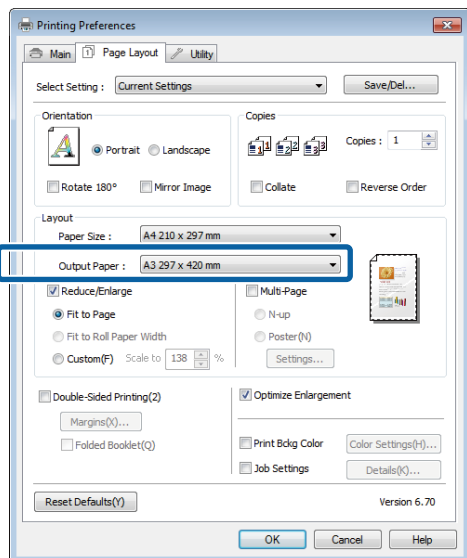 Printing Preferences
Main Page Layout Utility
Select Setting : Current Settings Save/Del...
Orientation Copies
Portrait Landscape Copies : 1
Rotate 180° Mirror Image Collate Reverse Order
Layout
Paper Size : A4 210 x 297 mm
Output Paper : A3 297 x 420 mm
Reduce/Enlarge Multi-Page
Fit to Page N-up
Fit to Roll Paper Width Poster(N)
Custom(F) Scale to 138 % Settings...
Double-Sided Printing(2) Optimize Enlargement
Margins(X)...
Folded Booklet(Q) Print Bckg Color Color Settings(H)...
Job Settings Details(K)...
Reset Defaults(Y) Version 6.70
OK Cancel Help